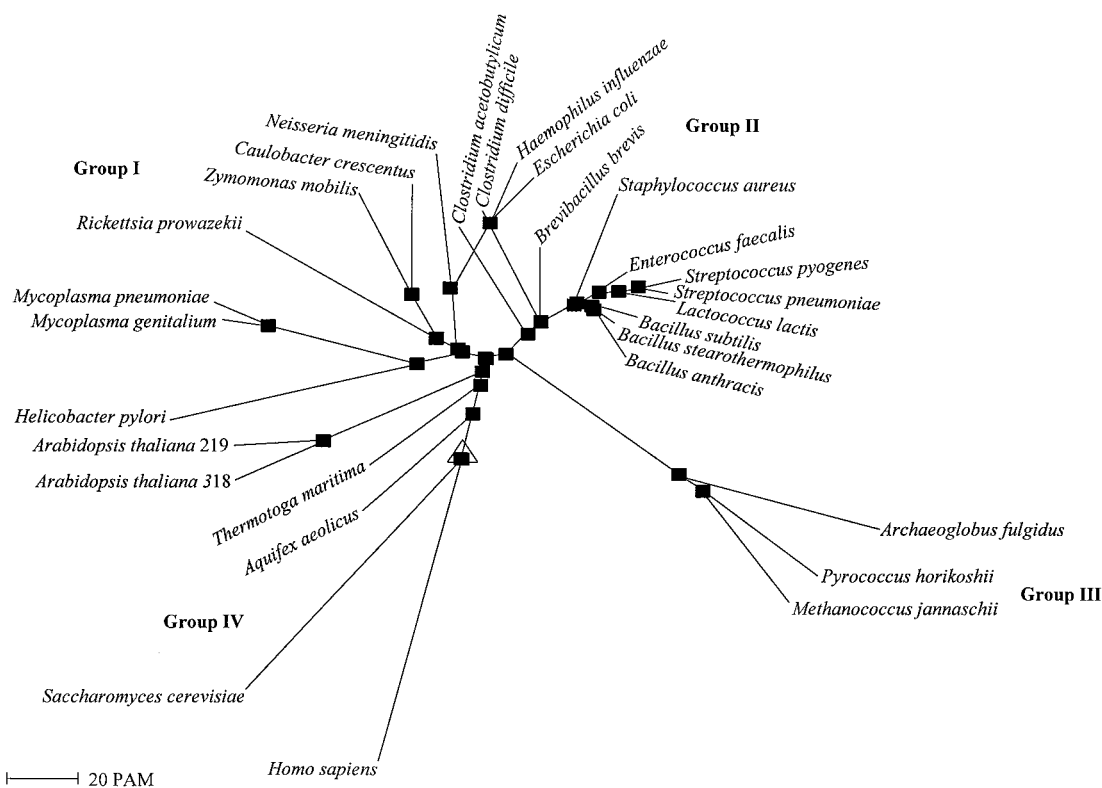 Clostridium acetobutylicum
Clostridium difficile
Haemophilus influenzae
Escherichia coli
Group II
Neisseria meningitidis
Brevibacillus brevis
Caulobacter crescentus
Group I
Zymomonas mobilis
Staphylococcus aureus
Rickettsia prowazekii
Enterococcus faecalis
Streptococcus pyogenes
Mycoplasma pneumoniae
Streptococcus pneumoniae
Mycoplasma genitalium
Lactococcus lactis
Bacillus subtilis
Bacillus stearothermophilus
Bacillus anthracis
Helicobacter pylori
Arabidopsis thaliana 219
Arabidopsis thaliana 318
Thermotoga maritima
Aquifex aeolicus
Archaeoglobus fulgidus
Pyrococcus horikoshii
Group III
Methanococcus jannaschii
Group IV
Saccharomyces cerevisiae
Homo sapiens
20 PAM